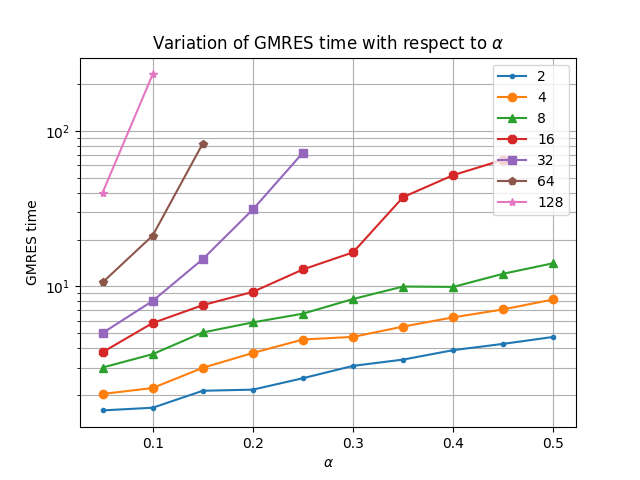 Variation of GMRES time with respect to α
GMRES time
10²
10¹
0.1 0.2 0.3 0.4 0.5
α
2
4
8
16
32
64
128